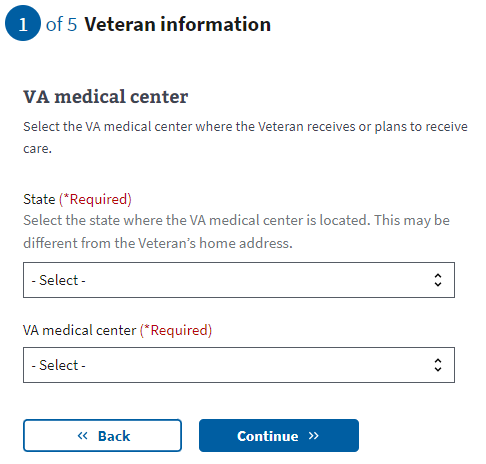 1 of 5 Veteran information
VA medical center
Select the VA medical center where the Veteran receives or plans to receive
care.
State (*Required)
Select the state where the VA medical center is located. This may be
different from the Veteran’s home address.
- Select -
VA medical center (*Required)
- Select -
« Back
Continue »